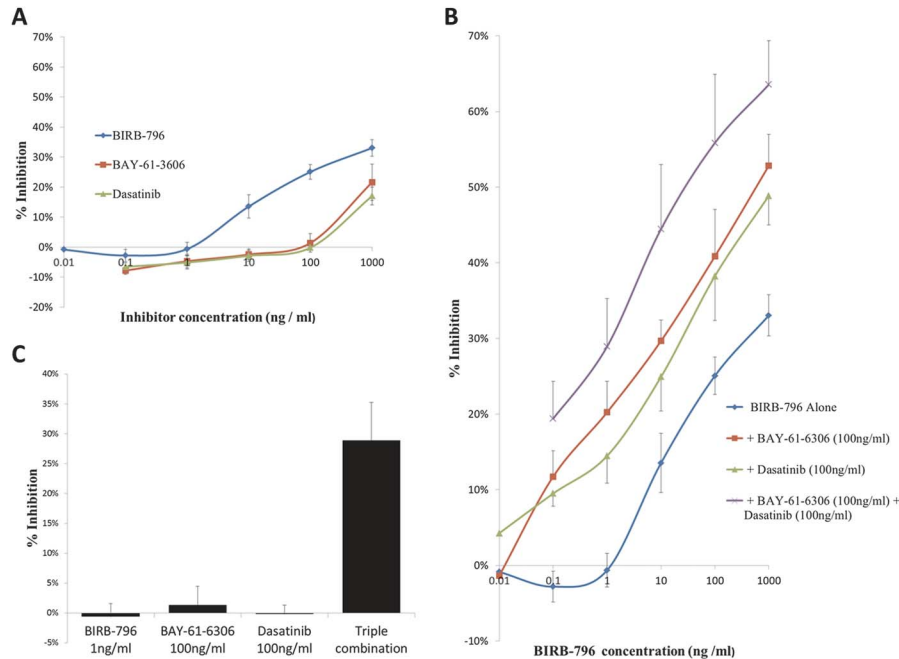 A
70%
60%
50%
40%
30%
20%
10%
0%
-10%
-20%
% Inhibition
BIRB-796
BAY-61-3606
Dasatinib
0.01 0.1 1 10 100 1000
Inhibitor concentration (ng / ml)
B
70%
60%
50%
40%
30%
20%
10%
0%
-10%
% Inhibition
BIRB-796 Alone
+ BAY-61-6306 (100ng/ml)
+ Dasatinib (100ng/ml)
+ BAY-61-6306 (100ng/ml) +
Dasatinib (100ng/ml)
0.01 0.1 1 10 100 1000
BIRB-796 concentration (ng /ml)
C
40%
35%
30%
25%
20%
15%
10%
5%
0%
-5%
% Inhibition
BIRB-796 BAY-61-6306 Dasatinib Triple
1ng/ml 100ng/ml 100ng/ml combination